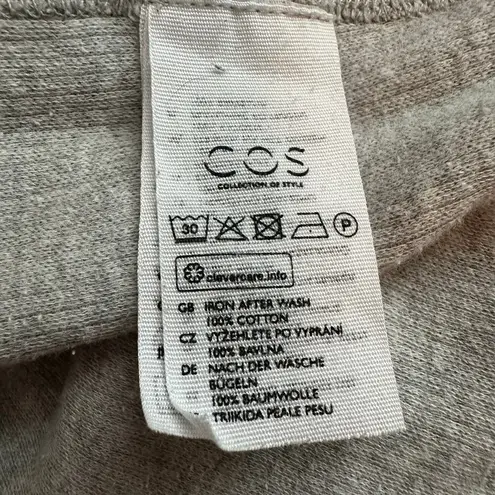 COS
COLLECTION OF STYLE
30 P
clevercare.info
GB IRON AFTER WASH
100% COTTON
CZ VYŽEHLETE PO VYPRÁNÍ
100% BAVLNA
DE NACH DER WÄSCHE
BÜGELN
100% BAUMWOLLE
TRIIKIDA PEALE PESU